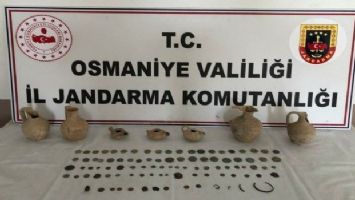 T.C.
OSMANİYE VALİLİĞİ
İL JANDARMA KOMUTANLIĞI